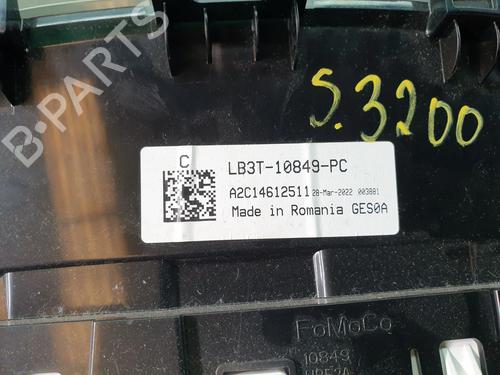 B-PARTS
S.3200
C
LB3T-10849-PC
A2C14612511 28-Mar-2022 003881
Made in Romania GES0A
FoMoCo
10849